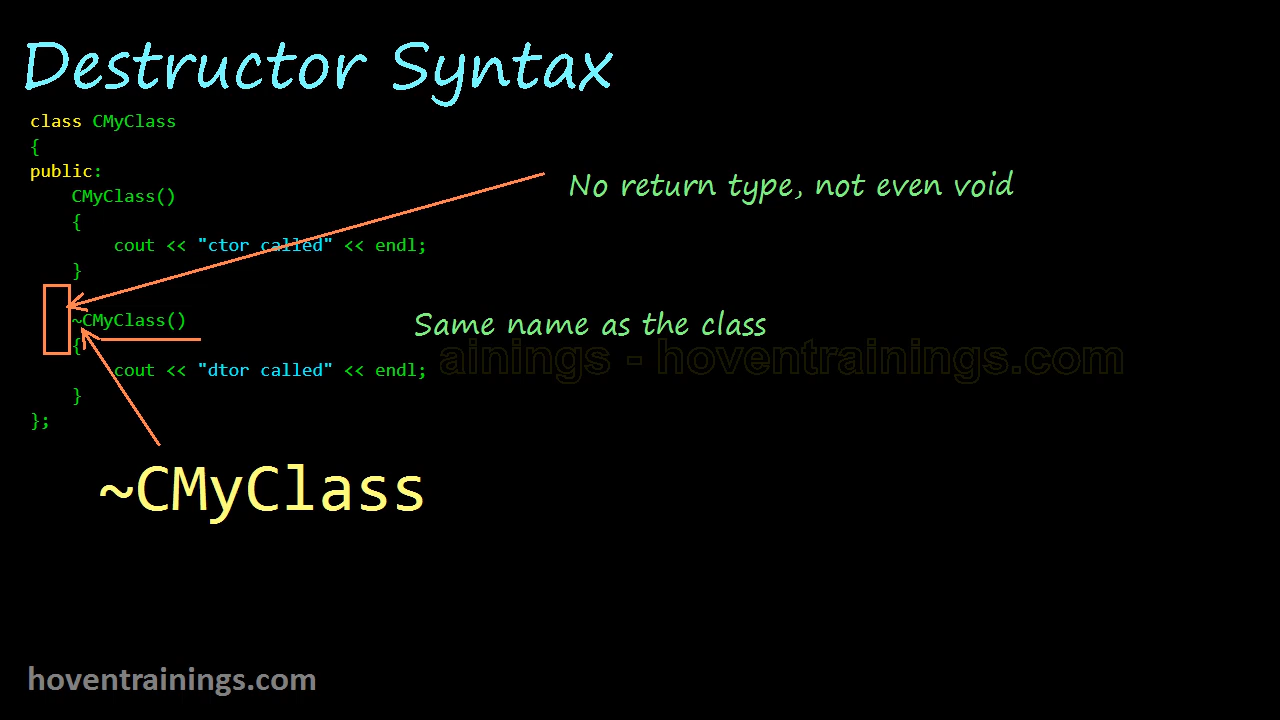 Destructor Syntax
class CMyClass
{
public:
CMyClass()
{
cout << "ctor called" << endl;
}
No return type, not even void
~CMyClass()
Same name as the class
{
cout << "dtor called" << endl;
}
};
ainings - hoventrainings.com
~CMyClass
hoventrainings.com